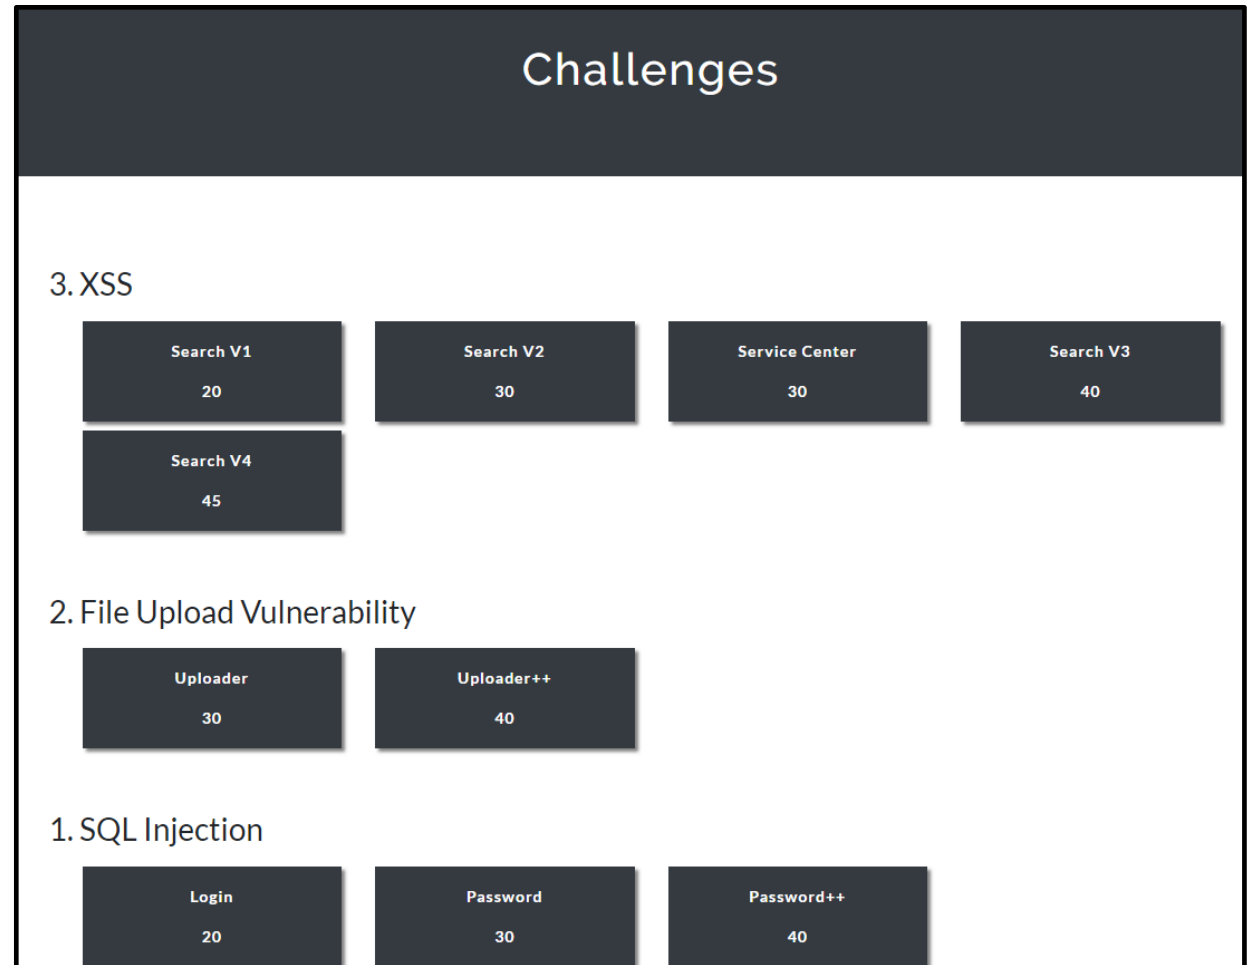 Challenges
3. XSS
Search V1
20
Search V2
30
Service Center
30
Search V3
40
Search V4
45
2. File Upload Vulnerability
Uploader
30
Uploader++
40
1. SQL Injection
Login
20
Password
30
Password++
40